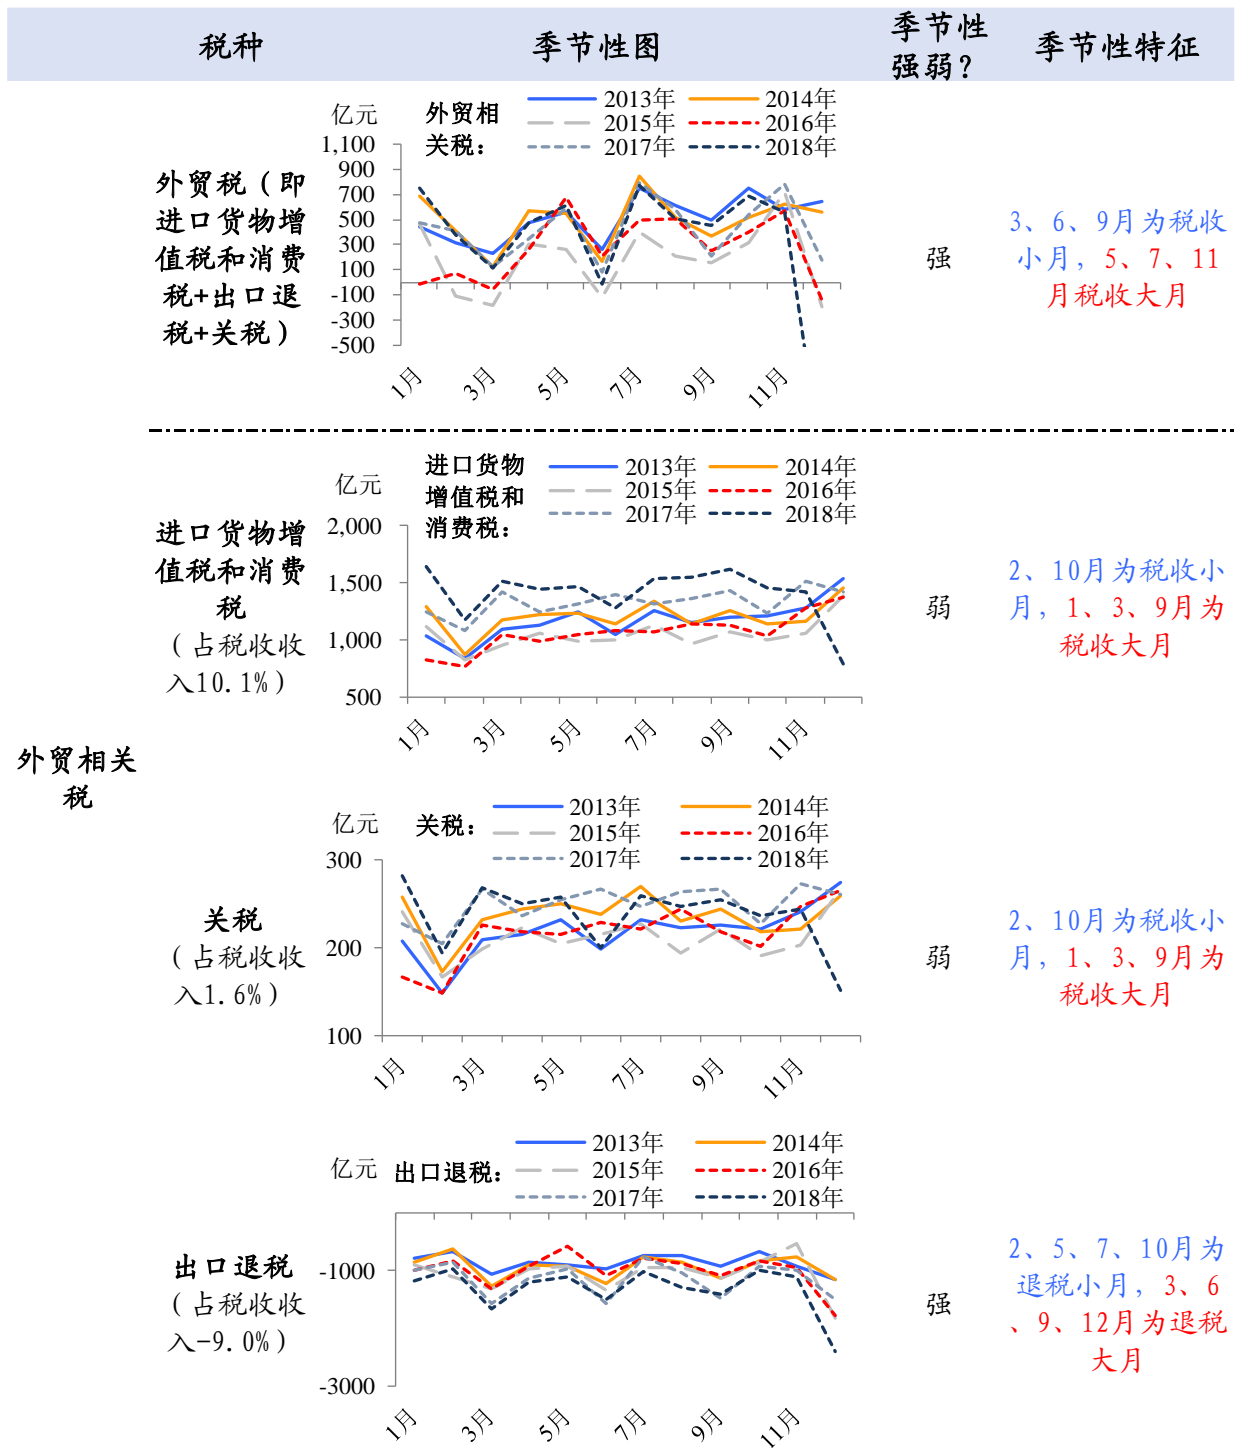 税种
季节性图
季节性
强弱？
季节性特征
外贸相关
税
外贸税（即
进口货物增
值税和消费
税+出口退
税+关税）
亿元
外贸相
关税：
2013年
2014年
2015年
2016年
2017年
2018年
1,100
900
700
500
300
100
-100
-300
-500
1月
3月
5月
7月
9月
11月
强
3、6、9月为税收
小月，5、7、11
月税收大月
进口货物增
值税和消费
税
（占税收收
入10.1%）
亿元
进口货物
增值税和
消费税：
2013年
2014年
2015年
2016年
2017年
2018年
2,000
1,500
1,000
500
1月
3月
5月
7月
9月
11月
弱
2、10月为税收小
月，1、3、9月为
税收大月
关税
（占税收收
入1.6%）
亿元
关税：
2013年
2014年
2015年
2016年
2017年
2018年
300
200
100
1月
3月
5月
7月
9月
11月
弱
2、10月为税收小
月，1、3、9月为
税收大月
出口退税
（占税收收
入-9.0%）
亿元
出口退税：
2013年
2014年
2015年
2016年
2017年
2018年
-1000
-3000
1月
3月
5月
7月
9月
11月
强
2、5、7、10月为
退税小月，3、6
、9、12月为退税
大月